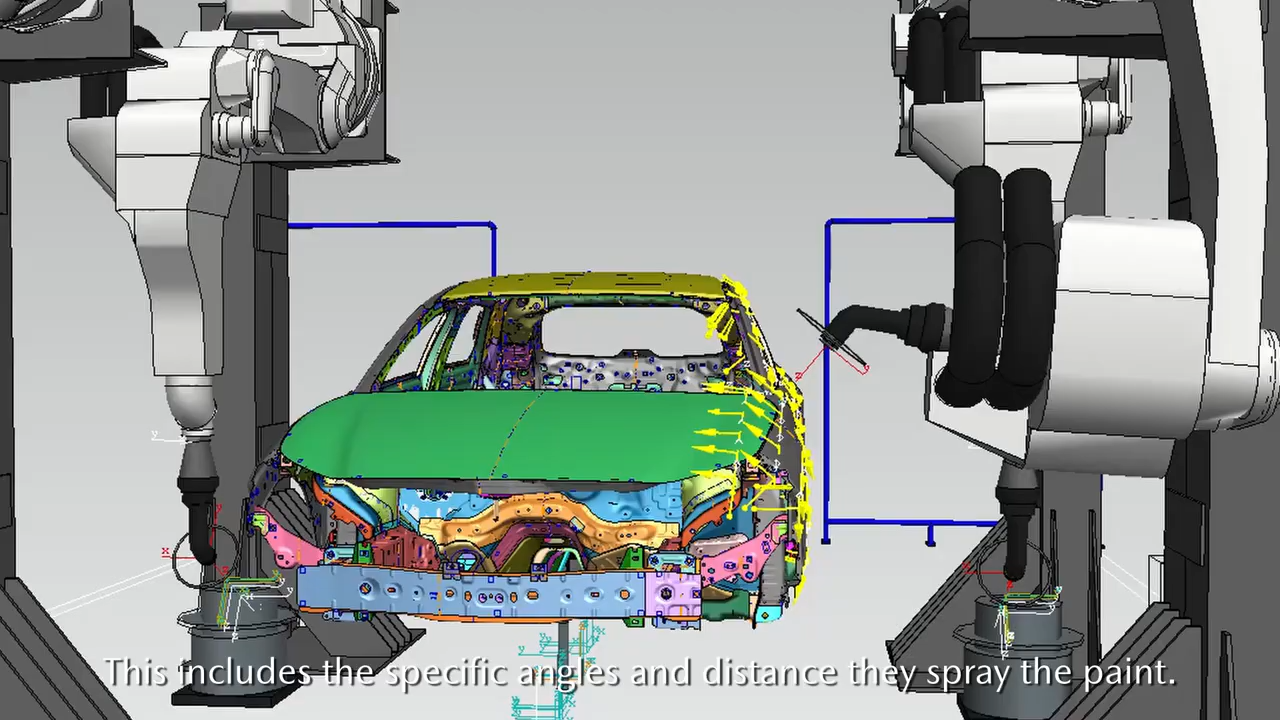 This includes the specific angles and distance they spray the paint.